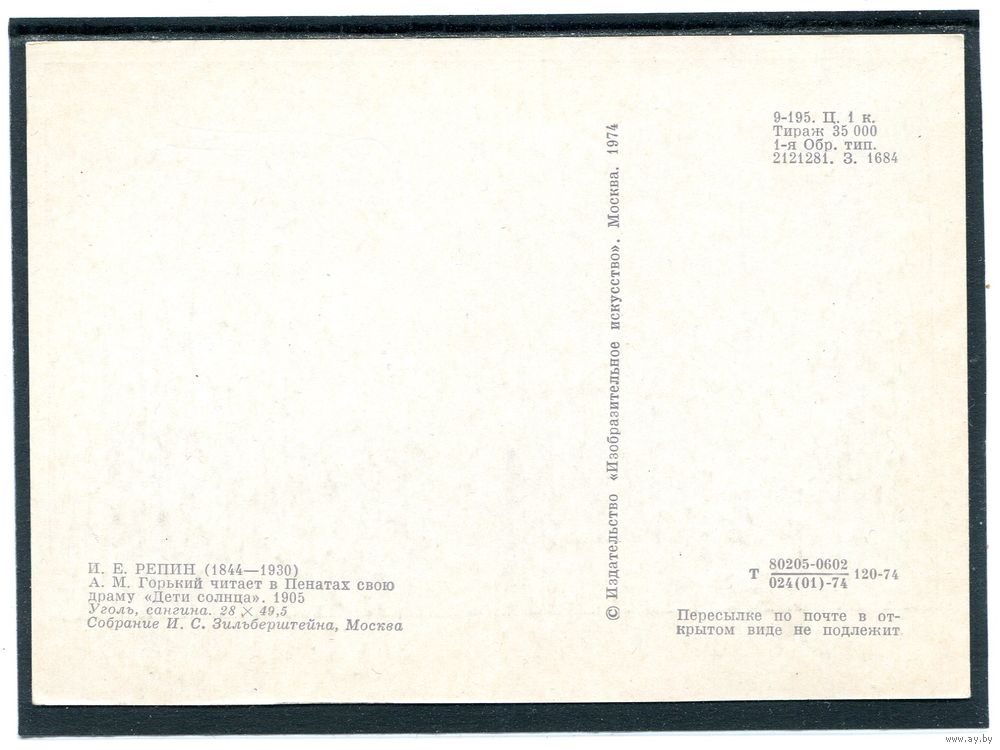 И. Е. РЕПИН (1844—1930)
А. М. Горький читает в Пенатах свою
драму «Дети солнца». 1905
Уголь, сангина. 28 × 49,5
Собрание И. С. Зильберштейна, Москва
© Издательство «Изобразительное искусство». Москва. 1974
9-195. Ц. 1 к.
Тираж 35 000
1-я Обр. тип.
2121281. З. 1684
Т 80205-0602 120-74
024(01)-74
Пересылке по почте в от-
крытом виде не подлежит
www.ay.by